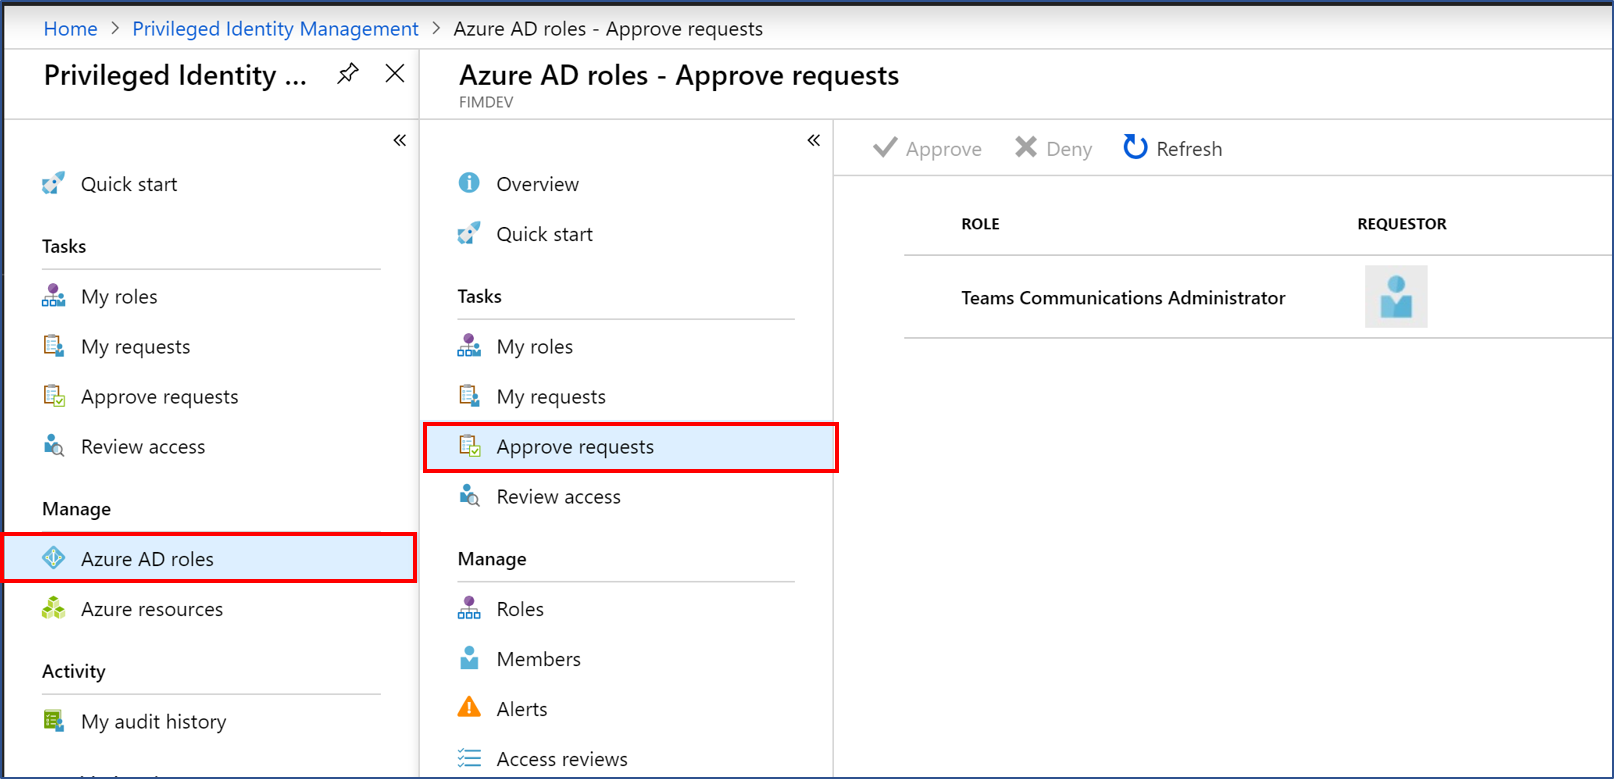 Home > Privileged Identity Management > Azure AD roles - Approve requests
Privileged Identity ...
Azure AD roles - Approve requests
FIMDEV
Quick start
Tasks
My roles
My requests
Approve requests
Review access
Manage
Azure AD roles
Azure resources
Activity
My audit history
Overview
Quick start
Tasks
My roles
My requests
Approve requests
Review access
Manage
Roles
Members
Alerts
Access reviews
Approve Deny Refresh
ROLE REQUESTOR
Teams Communications Administrator